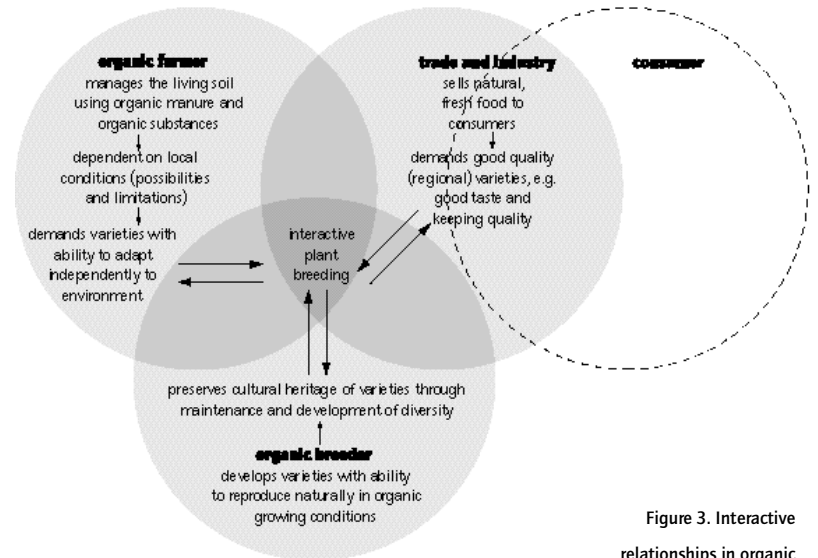 organic farmer
manages the living soil
using organic manure and
organic substances
dependent on local
conditions (possibilities
and limitations)
demands varieties with
ability to adapt
independently to
environment
trade and industry
sells natural,
fresh food to
consumers
demands good quality
(regional) varieties, e.g.
good taste and
keeping quality
consumer
interactive
plant
breeding
preserves cultural heritage of varieties through
maintenance and development of diversity
organic breeder
develops varieties with ability
to reproduce naturally in organic
growing conditions
Figure 3. Interactive
relationships in organic